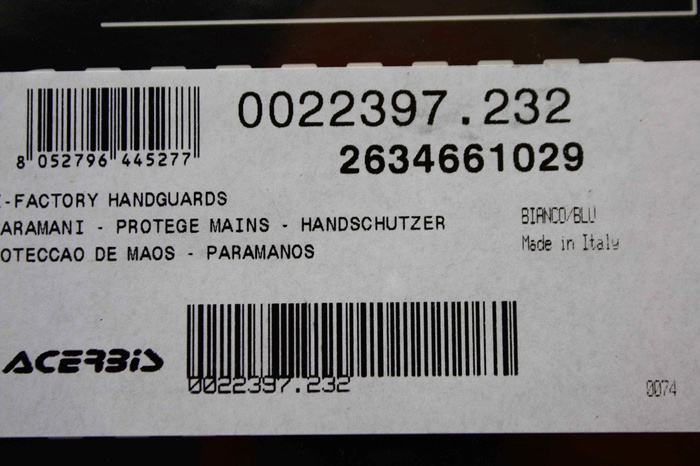 0022397.232
2634661029
8 052796 445277
-FACTORY HANDGUARDS
ARAMANI - PROTEGE MAINS - HANDSCHUTZER
OTECCAO DE MAOS - PARAMANOS
BIANCO/BLU
Made in Italy
ACERBIS
0022397.232
0074